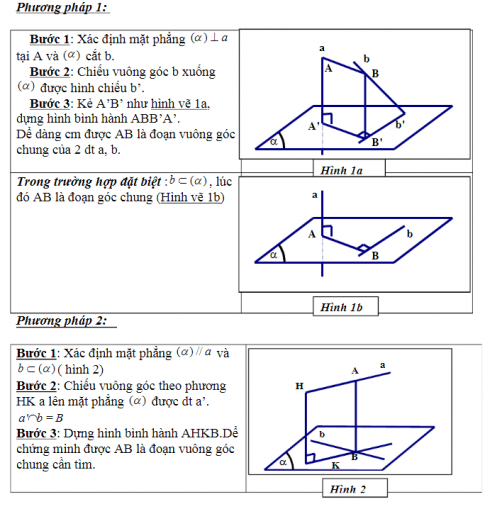 Phương pháp 1:
Bước 1: Xác định mặt phẳng (α) ⊥ a
tại A và (α) cắt b.
Bước 2: Chiếu vuông góc b xuống
(α) được hình chiếu b’.
Bước 3: Kẻ A’B’ như hình vẽ 1a,
dựng hình bình hành ABB’A’.
Dễ dàng cm được AB là đoạn vuông góc
chung của 2 dt a, b.
a
b
A
B
A'
b'
B'
α
Hình 1a
Trong trường hợp đặt biệt : b ⊂ (α), lúc
đó AB là đoạn góc chung (Hình vẽ 1b)
a
A
b
B
α
Hình 1b
Phương pháp 2:
Bước 1: Xác định mặt phẳng (α) // a và
b ⊂ (α) ( hình 2)
Bước 2: Chiếu vuông góc theo phương
HK a lên mặt phẳng (α) được dt a’.
a'∩b = B
Bước 3: Dựng hình bình hành AHKB.Dể
chứng minh được AB là đoạn vuông góc
chung cần tìm.
A
a
H
b
B
α
K
Hình 2